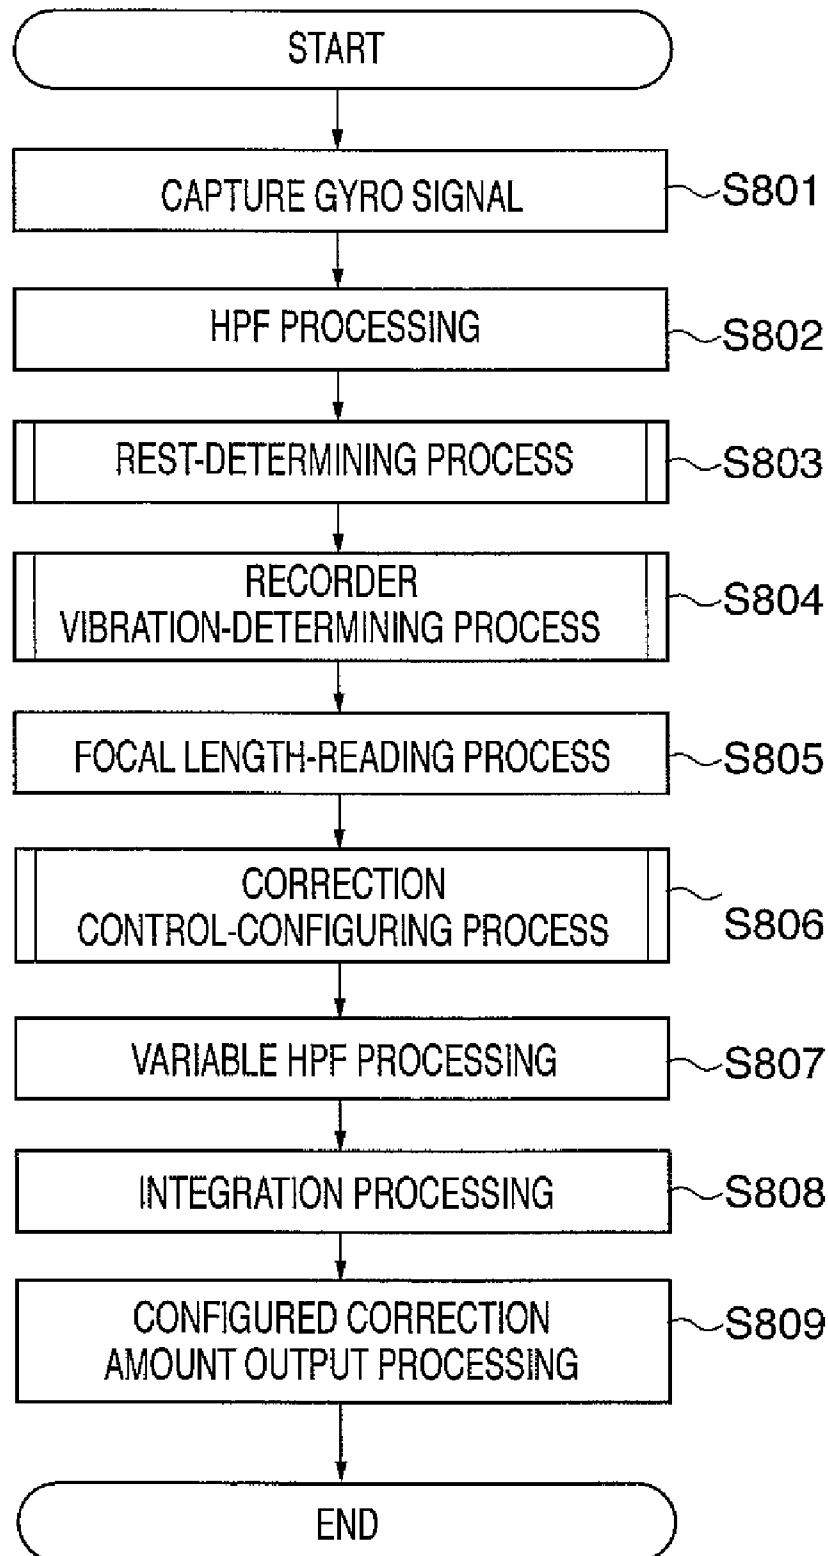 START
CAPTURE GYRO SIGNAL
S801
HPF PROCESSING
S802
REST-DETERMINING PROCESS
S803
RECORDER
VIBRATION-DETERMINING PROCESS
S804
FOCAL LENGTH-READING PROCESS
S805
CORRECTION
CONTROL-CONFIGURING PROCESS
S806
VARIABLE HPF PROCESSING
S807
INTEGRATION PROCESSING
S808
CONFIGURED CORRECTION
AMOUNT OUTPUT PROCESSING
S809
END